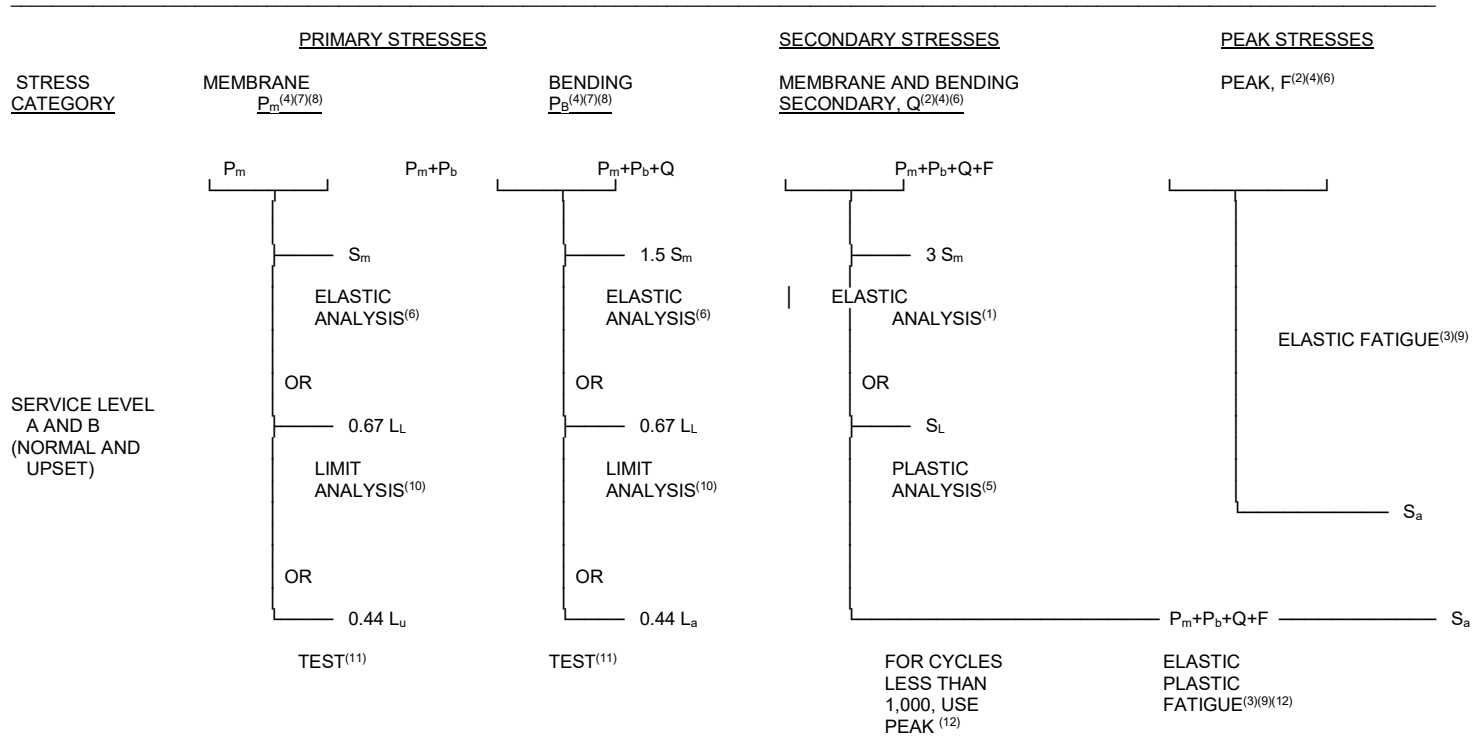 PRIMARY STRESSES SECONDARY STRESSES PEAK STRESSES
STRESS MEMBRANE BENDING MEMBRANE AND BENDING PEAK, F(2)(4)(6)
CATEGORY Pm(4)(7)(8) PB(4)(7)(8) SECONDARY, Q(2)(4)(6)
Pm Pm+Pb Pm+Pb+Q Pm+Pb+Q+F
Sm 1.5 Sm 3 Sm
ELASTIC ELASTIC ELASTIC
ANALYSIS(6) ANALYSIS(6) ANALYSIS(1)
ELASTIC FATIGUE(3)(9)
OR OR OR
SERVICE LEVEL
A AND B 0.67 LL 0.67 LL SL
(NORMAL AND
UPSET) LIMIT LIMIT PLASTIC
ANALYSIS(10) ANALYSIS(10) ANALYSIS(5)
Sa
OR OR
0.44 Lu 0.44 La Pm+Pb+Q+F Sa
TEST(11) TEST(11) FOR CYCLES ELASTIC
LESS THAN PLASTIC
1,000, USE FATIGUE(3)(9)(12)
PEAK (12)